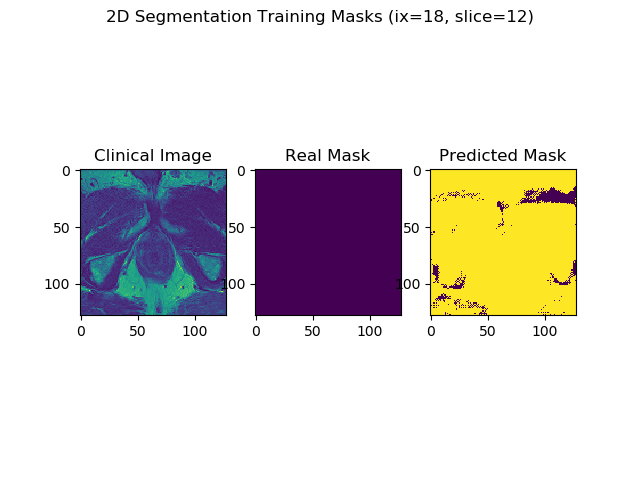 2D Segmentation Training Masks (ix=18, slice=12)
Clinical Image Real Mask Predicted Mask
0 0 0
50 50 50
100 100 100
0 50 100 0 50 100 0 50 100